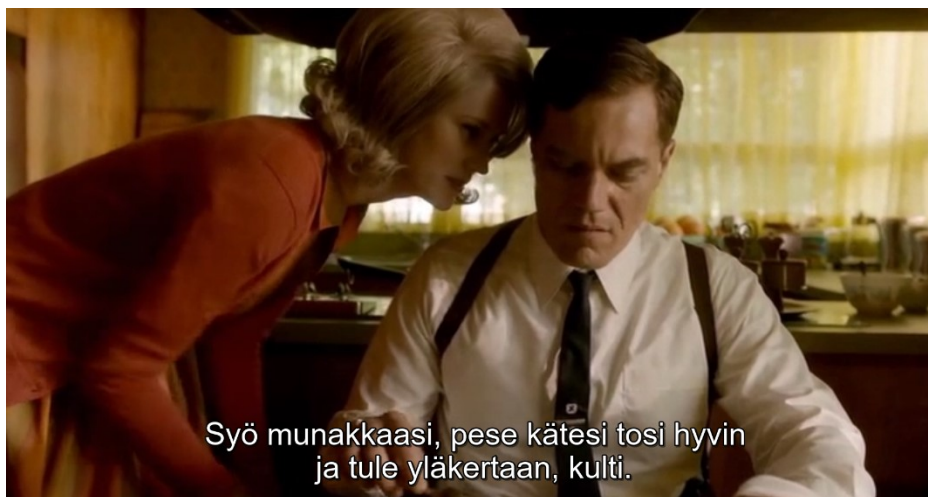 Syö munakkaasi, pese kätesi tosi hyvin
ja tule yläkertaan, kulti.